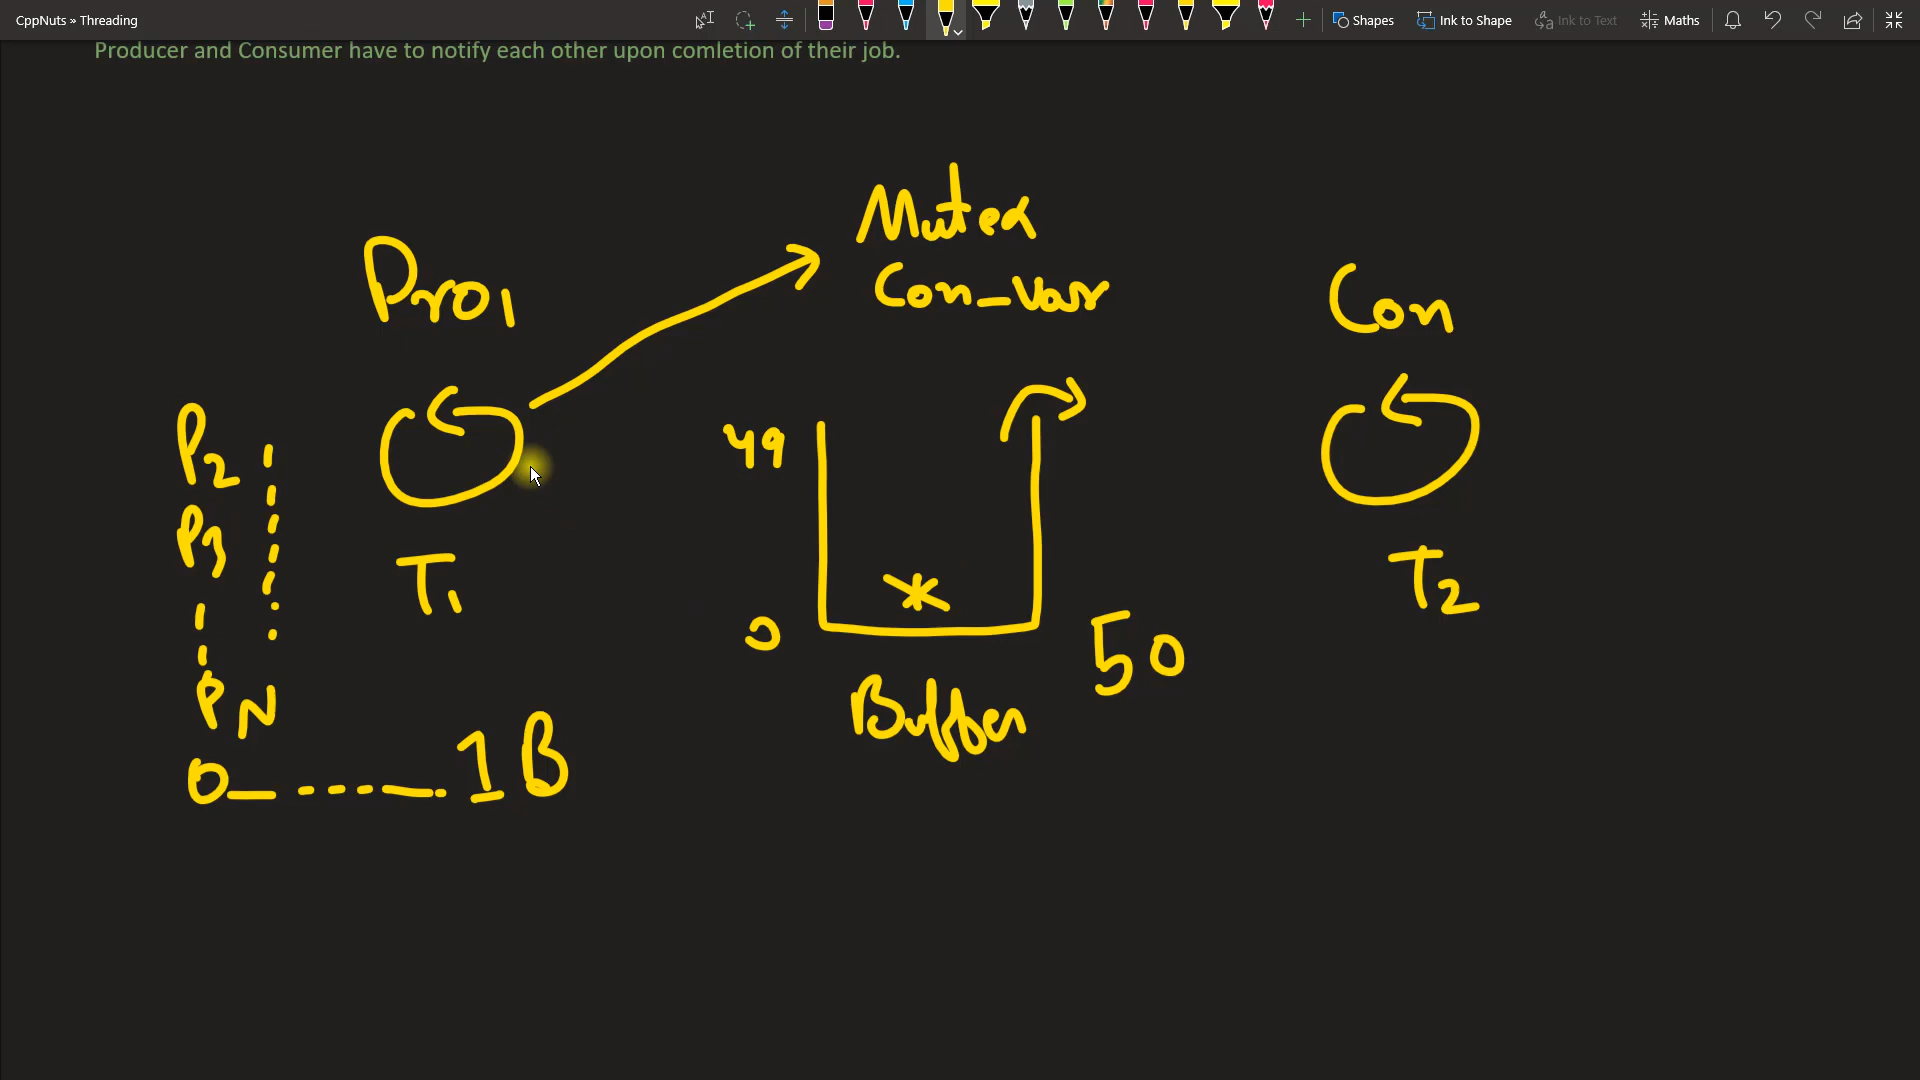 CppNuts » Threading
Shapes
Ink to Shape
Ink to Text
Maths
Producer and Consumer have to notify each other upon comletion of their job.
Mutex
Con_Var
Pro1
Con
P2
P3
PN
49
0
T1
T2
50
Buffer
0 ------ 1B